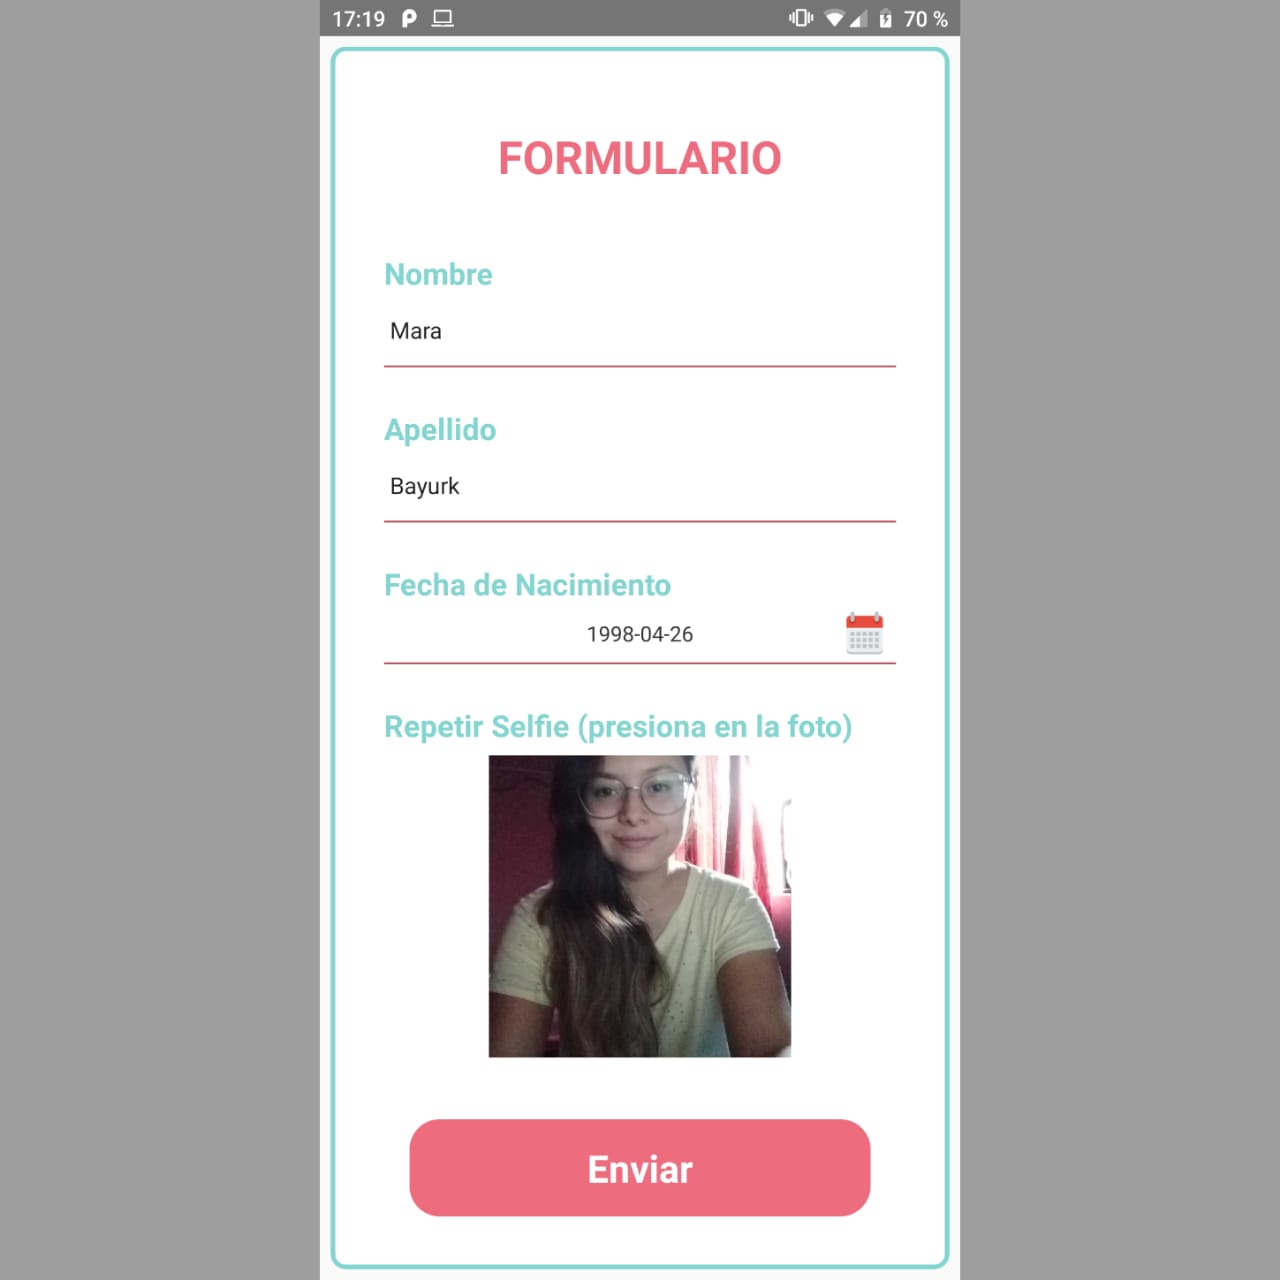 17:19 70 %
FORMULARIO
Nombre
Mara
Apellido
Bayurk
Fecha de Nacimiento
1998-04-26
Repetir Selfie (presiona en la foto)
Enviar